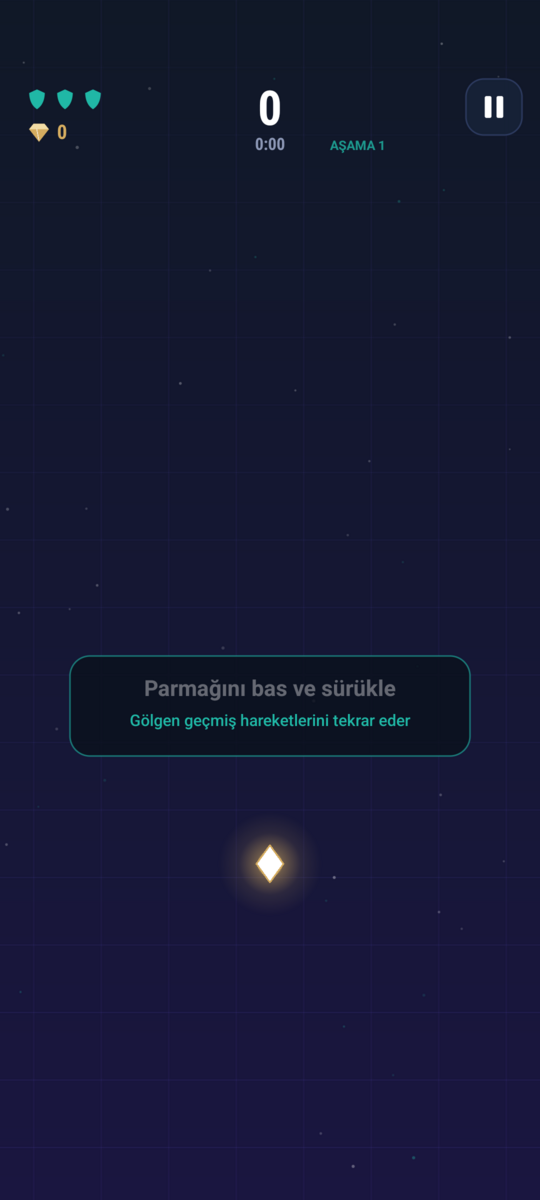 0
0
0:00
AŞAMA 1
Parmağını bas ve sürükle
Gölgen geçmiş hareketlerini tekrar eder